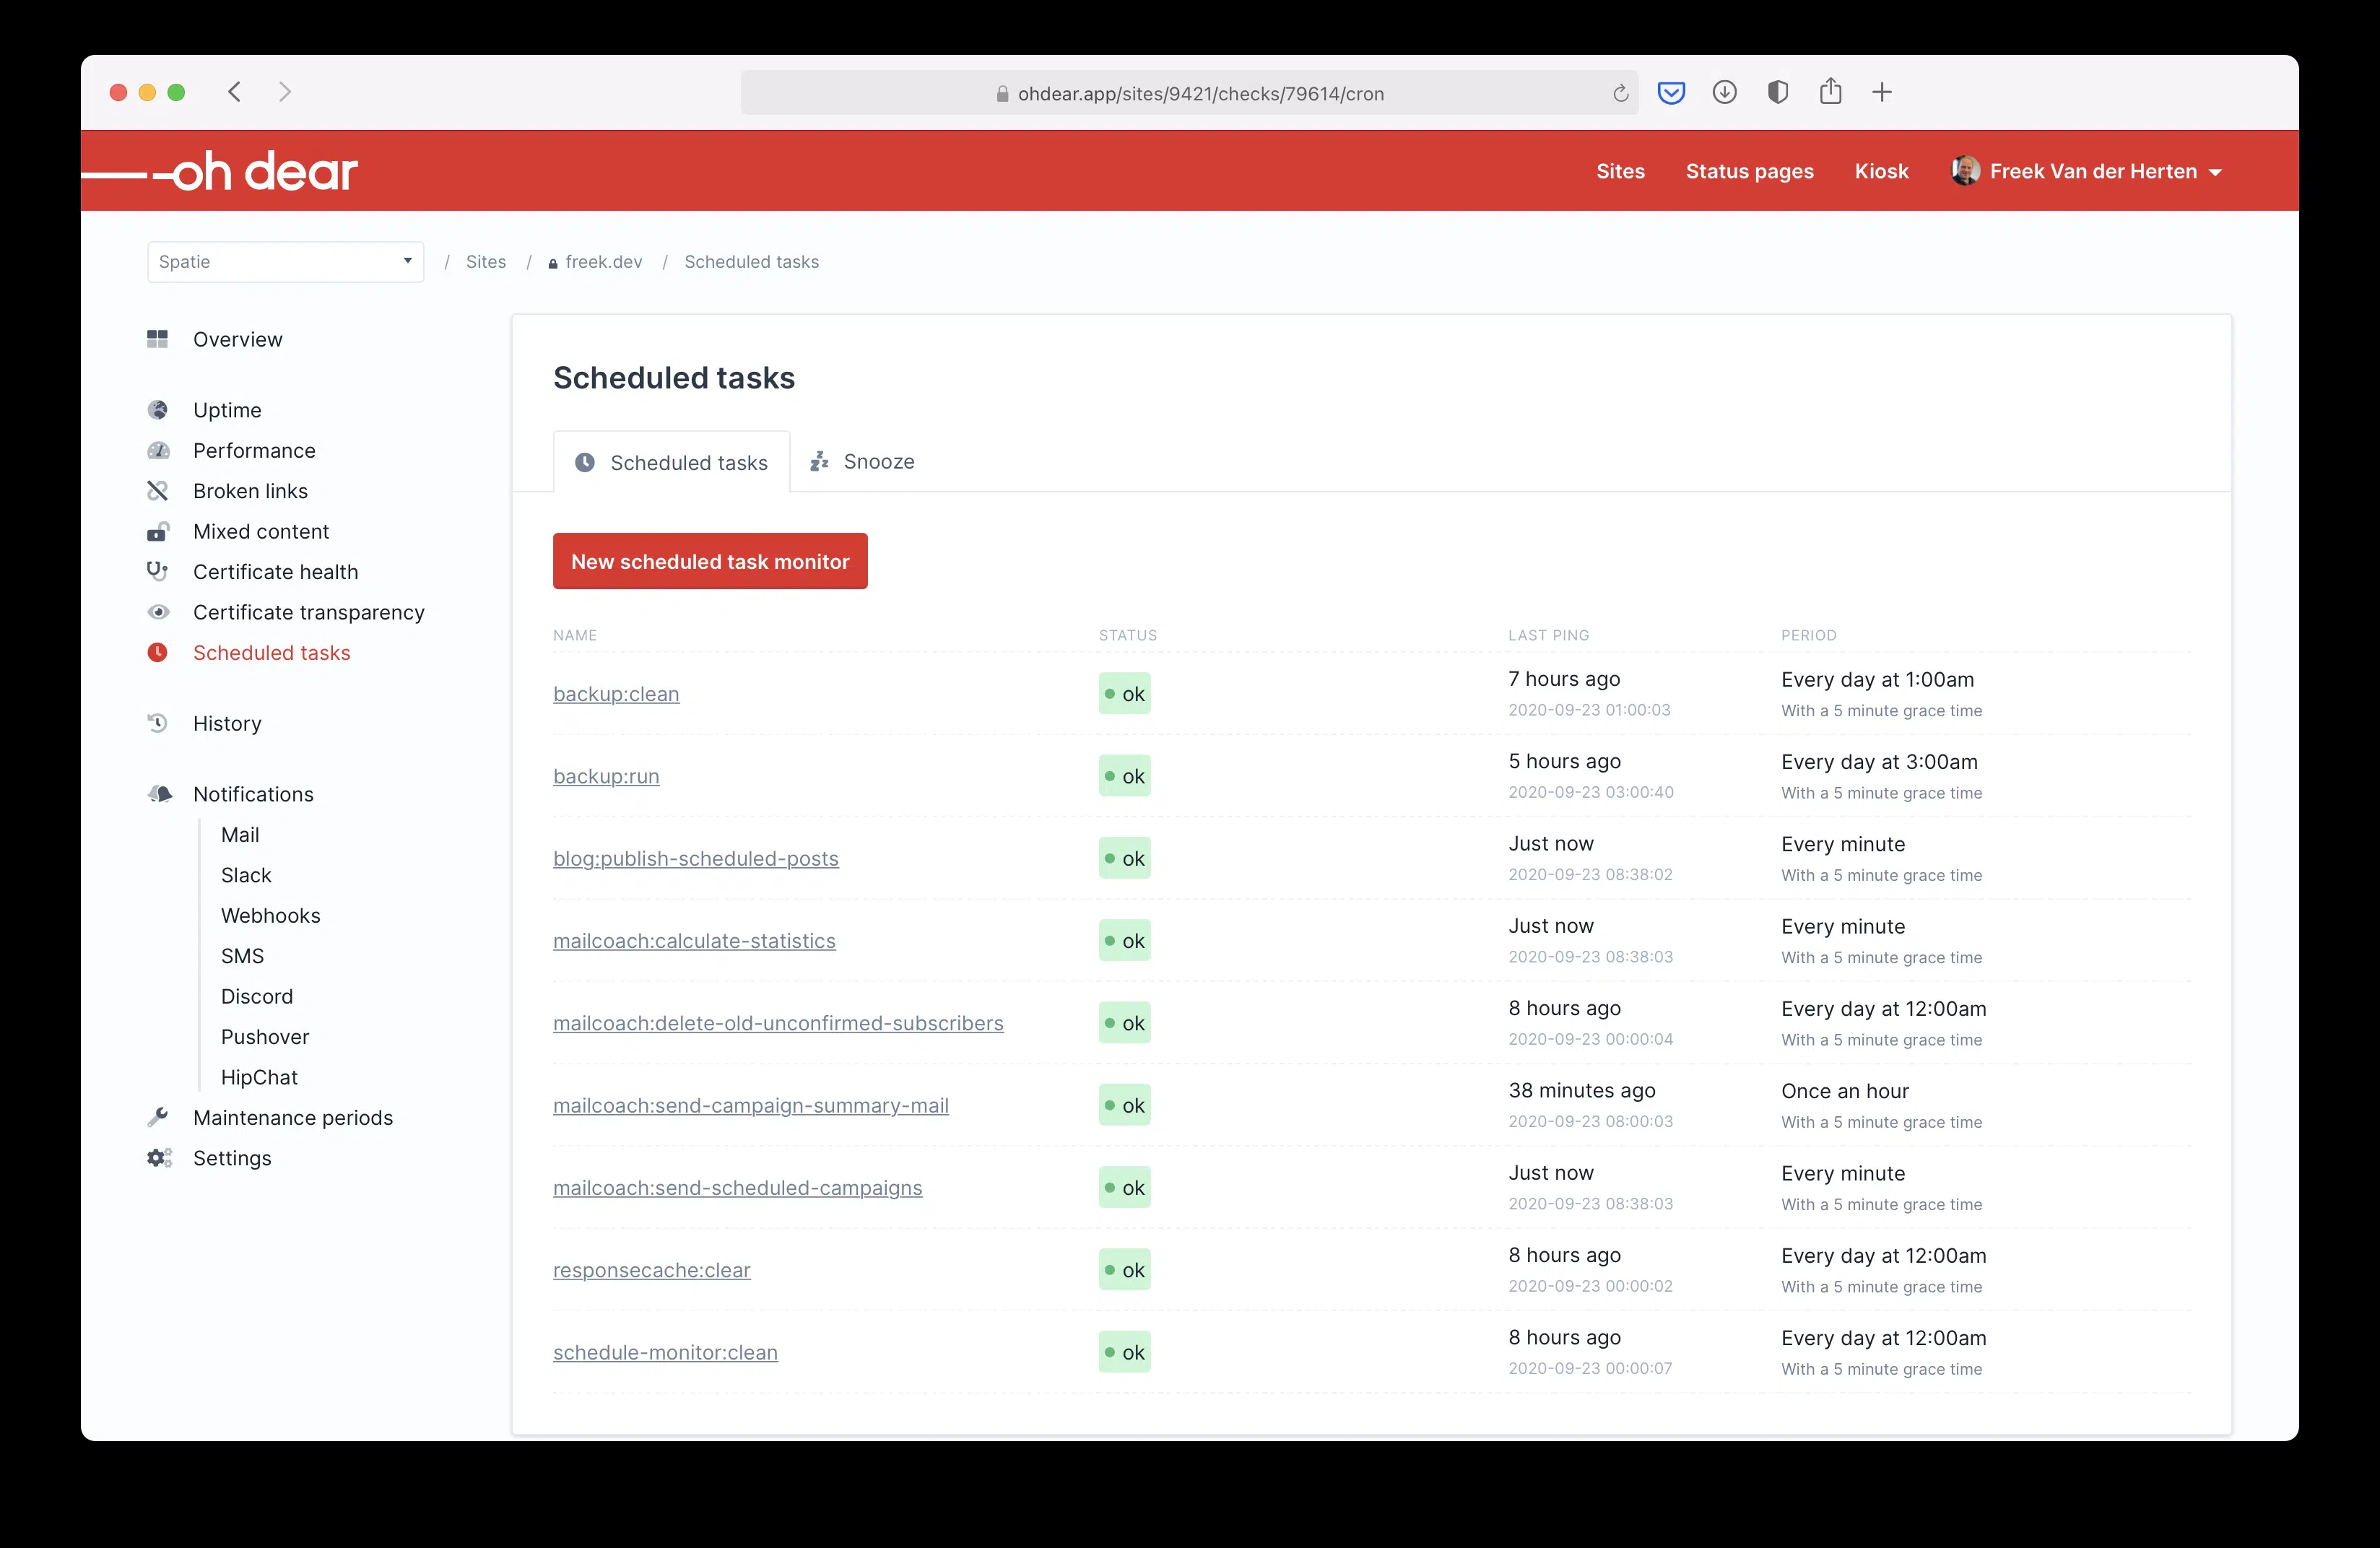 ohdear.app/sites/9421/checks/79614/cron
oh dear
Sites Status pages Kiosk Freek Van der Herten
Spatie / Sites / freek.dev / Scheduled tasks
Overview
Uptime
Performance
Broken links
Mixed content
Certificate health
Certificate transparency
Scheduled tasks
History
Notifications
Mail
Slack
Webhooks
SMS
Discord
Pushover
HipChat
Maintenance periods
Settings
Scheduled tasks
Scheduled tasks Snooze
New scheduled task monitor
NAME STATUS LAST PING PERIOD
backup:clean ok 7 hours ago Every day at 1:00am
2020-09-23 01:00:03 With a 5 minute grace time
backup:run ok 5 hours ago Every day at 3:00am
2020-09-23 03:00:40 With a 5 minute grace time
blog:publish-scheduled-posts ok Just now Every minute
2020-09-23 08:38:02 With a 5 minute grace time
mailcoach:calculate-statistics ok Just now Every minute
2020-09-23 08:38:03 With a 5 minute grace time
mailcoach:delete-old-unconfirmed-subscribers ok 8 hours ago Every day at 12:00am
2020-09-23 00:00:04 With a 5 minute grace time
mailcoach:send-campaign-summary-mail ok 38 minutes ago Once an hour
2020-09-23 08:00:03 With a 5 minute grace time
mailcoach:send-scheduled-campaigns ok Just now Every minute
2020-09-23 08:38:03 With a 5 minute grace time
responsecache:clear ok 8 hours ago Every day at 12:00am
2020-09-23 00:00:02 With a 5 minute grace time
schedule-monitor:clean ok 8 hours ago Every day at 12:00am
2020-09-23 00:00:07 With a 5 minute grace time